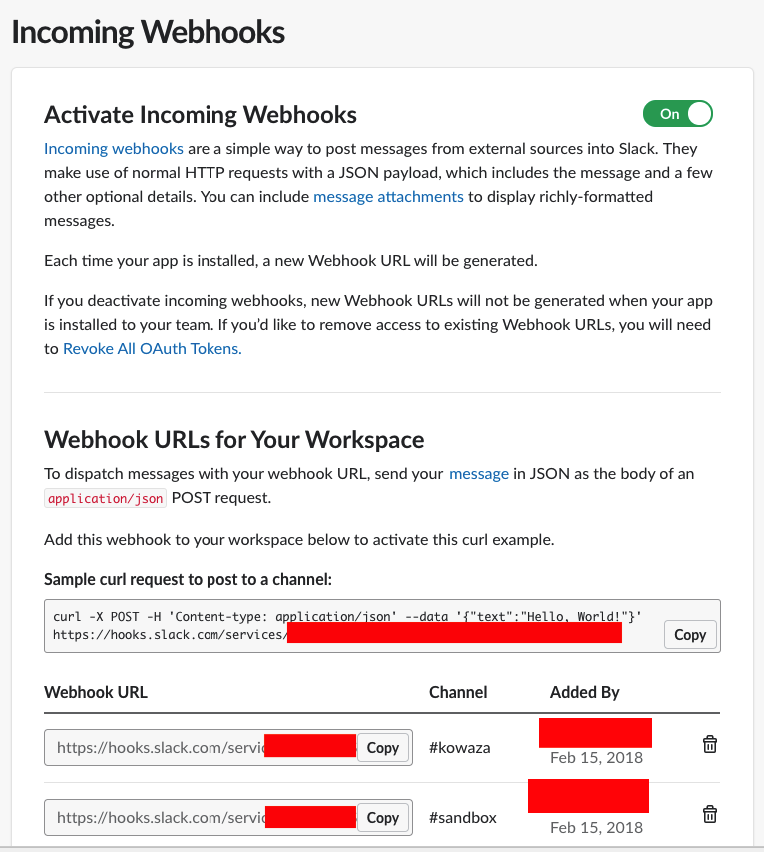 Incoming Webhooks
Activate Incoming Webhooks
On
Incoming webhooks are a simple way to post messages from external sources into Slack. They
make use of normal HTTP requests with a JSON payload, which includes the message and a few
other optional details. You can include message attachments to display richly-formatted
messages.
Each time your app is installed, a new Webhook URL will be generated.
If you deactivate incoming webhooks, new Webhook URLs will not be generated when your app
is installed to your team. If you'd like to remove access to existing Webhook URLs, you will need
to Revoke All OAuth Tokens.
Webhook URLs for Your Workspace
To dispatch messages with your webhook URL, send your message in JSON as the body of an
application/json POST request.
Add this webhook to your workspace below to activate this curl example.
Sample curl request to post to a channel:
curl -X POST -H 'Content-type: application/json' --data '{"text":"Hello, World!"}'
https://hooks.slack.com/services/
Copy
Webhook URL Channel Added By
https://hooks.slack.com/servic Copy #kowaza
Feb 15, 2018
https://hooks.slack.com/servic Copy #sandbox
Feb 15, 2018